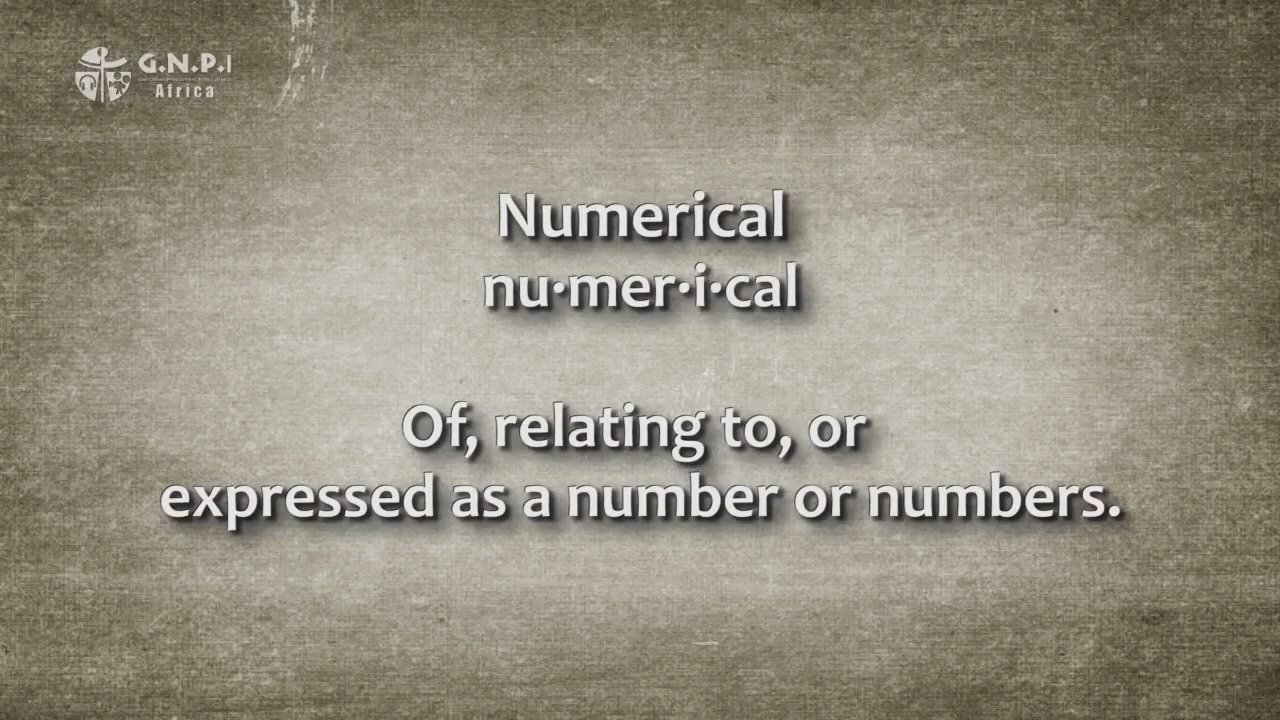 G.N.P.I
Africa
Numerical
nu·mer·i·cal
Of, relating to, or
expressed as a number or numbers.